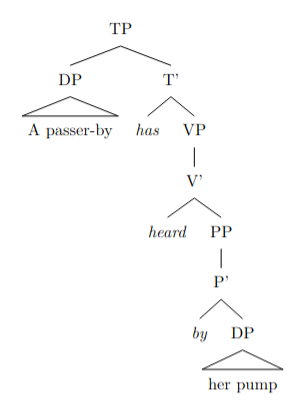 TP
DP T'
A passer-by has VP
V'
heard PP
P'
by DP
her pump